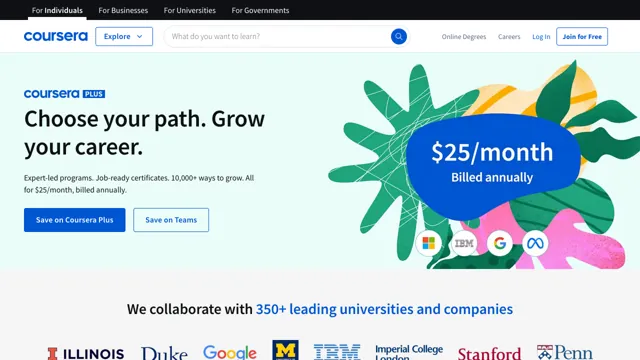 For Individuals For Businesses For Universities For Governments
coursera Explore What do you want to learn? Online Degrees Careers Log In Join for Free
coursera PLUS
Choose your path. Grow
your career.
Expert-led programs. Job-ready certificates. 10,000+ ways to grow. All
for $25/month, billed annually.
Save on Coursera Plus Save on Teams
$25/month
Billed annually
IBM G
We collaborate with 350+ leading universities and companies
I ILLINOIS Duke Google M IBM Imperial College London Stanford Penn